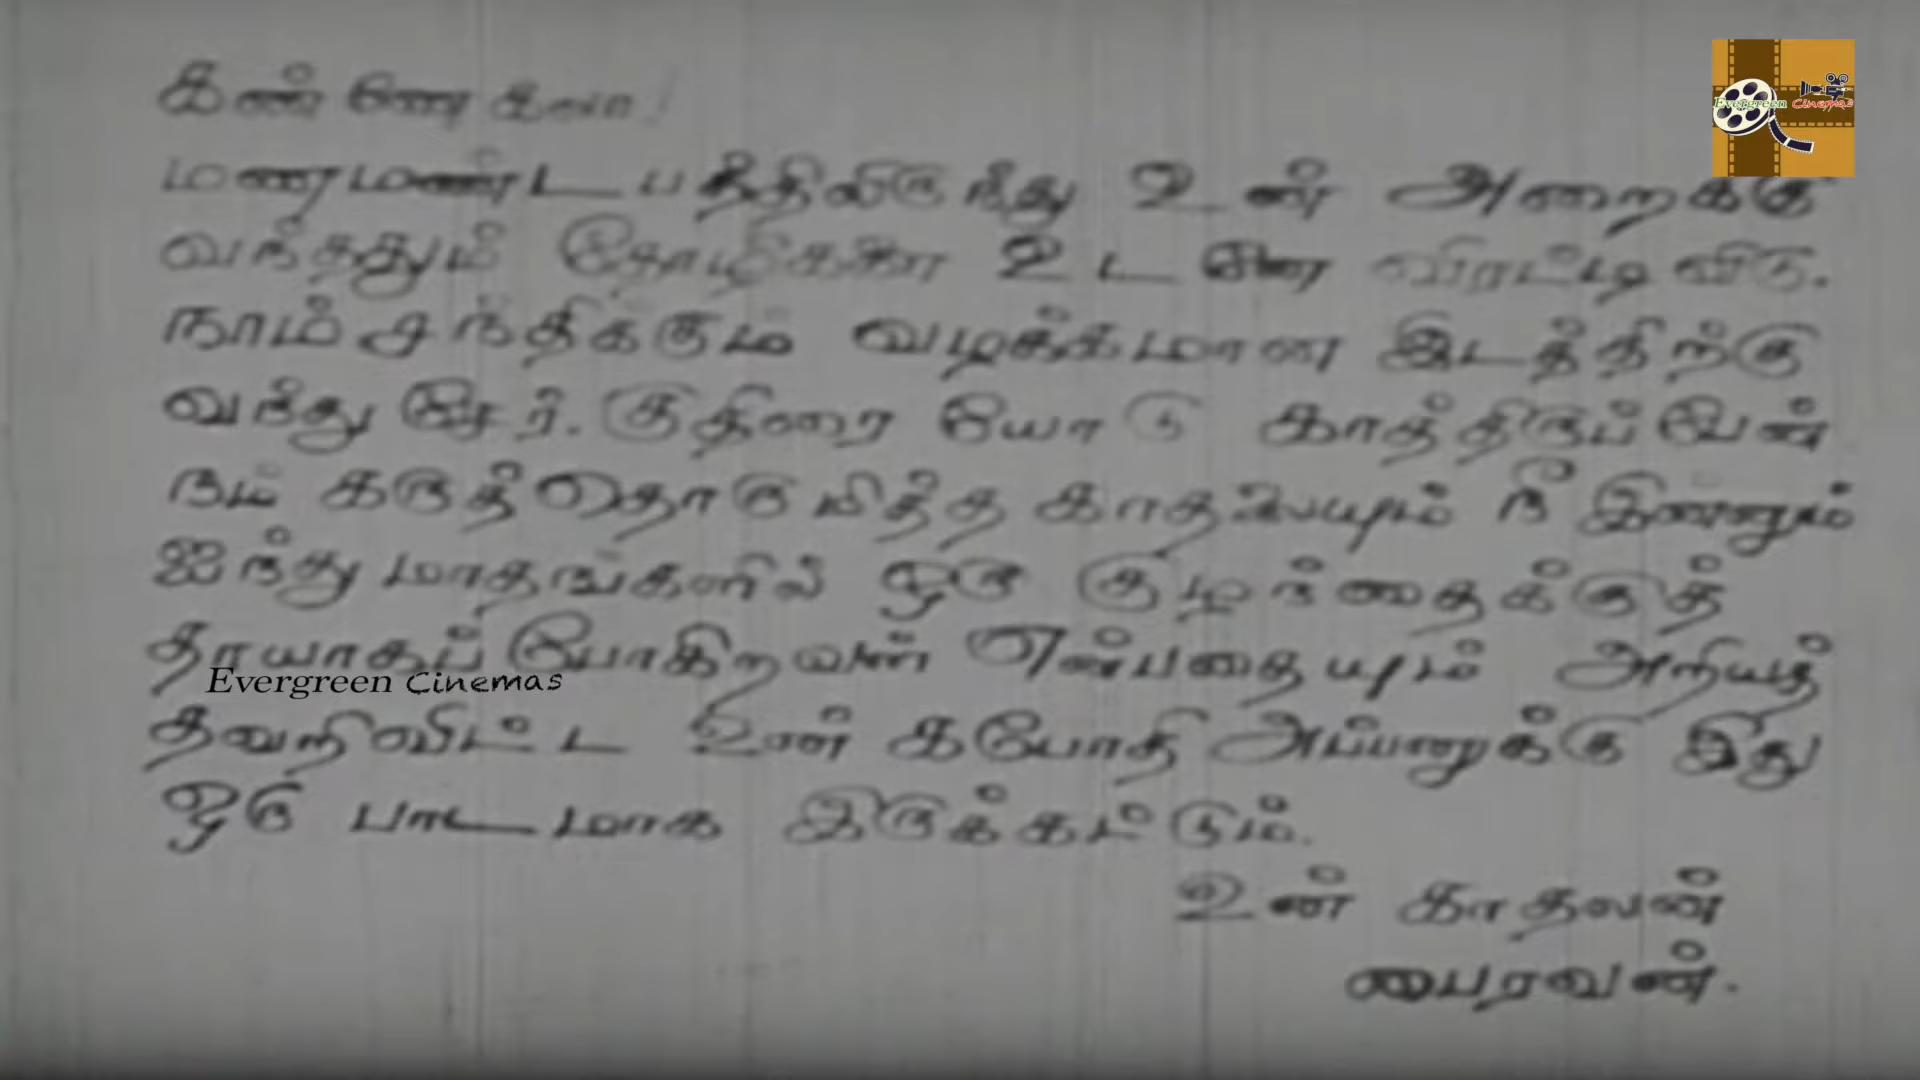 கண்ணே கலா!
மணமண்டபத்திலிருந்து உன் அறைக்கு
வந்ததும் தோழிகளை உடனே விரட்டி விடு.
நாம் சந்திக்கும் வழக்கமான இடத்திற்கு
வந்து சேர். குதிரையோடு காத்திருப்பேன்
நம் கருத்தொருமித்த காதலையும் நீ இன்னும்
ஐந்து மாதங்களில் ஒரு குழந்தைக்குத்
தாயாகப் போகிறவள் என்பதையும் அறியத்
தவறிவிட்ட உன் கபோதி அப்பனுக்கு இது
ஒரு பாடமாக இருக்கட்டும்.
உன் காதலன்
பைரவன்.
Evergreen Cinemas
Evergreen Cinemas